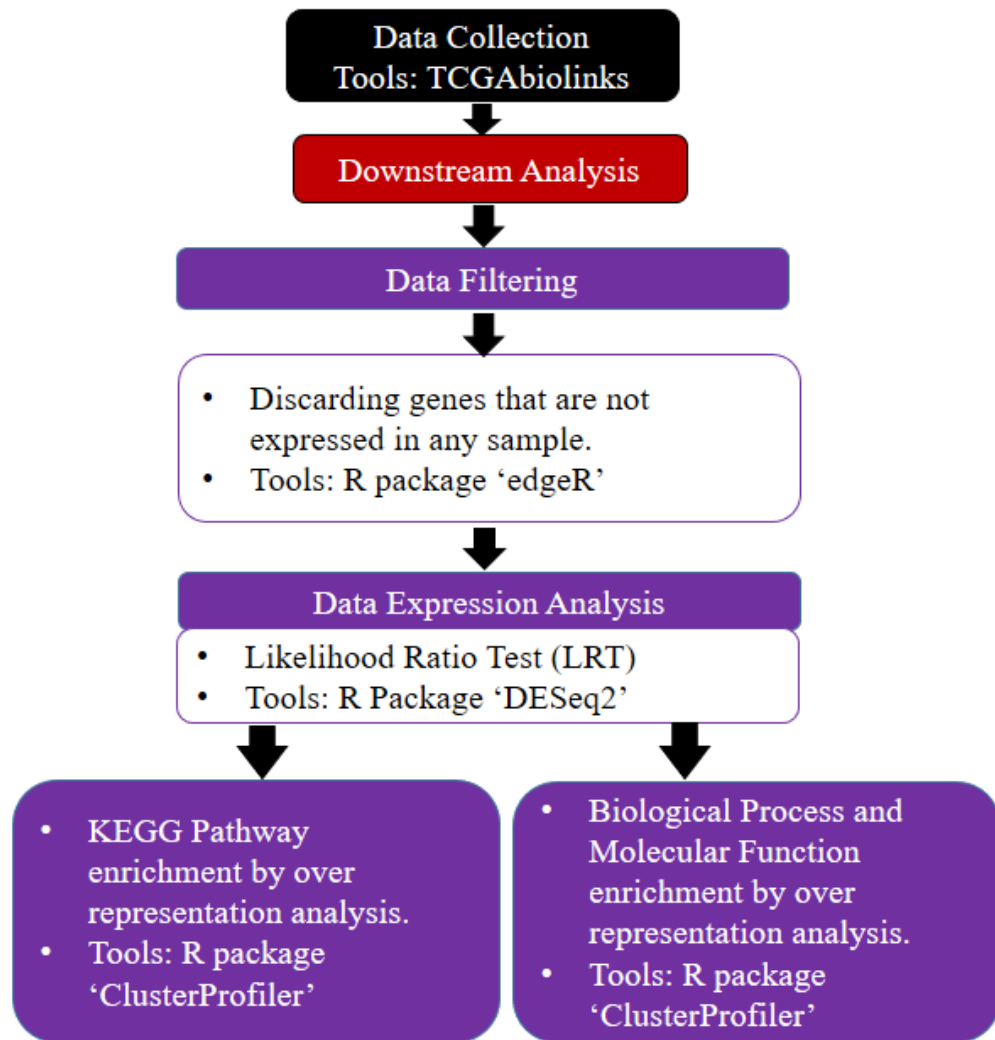 Data Collection
Tools: TCGAbiolinks
Downstream Analysis
Data Filtering
• Discarding genes that are not
expressed in any sample.
• Tools: R package ‘edgeR’
Data Expression Analysis
• Likelihood Ratio Test (LRT)
• Tools: R Package ‘DESeq2’
• KEGG Pathway
enrichment by over
representation analysis.
• Tools: R package
‘ClusterProfiler’
• Biological Process and
Molecular Function
enrichment by over
representation analysis.
• Tools: R package
‘ClusterProfiler’